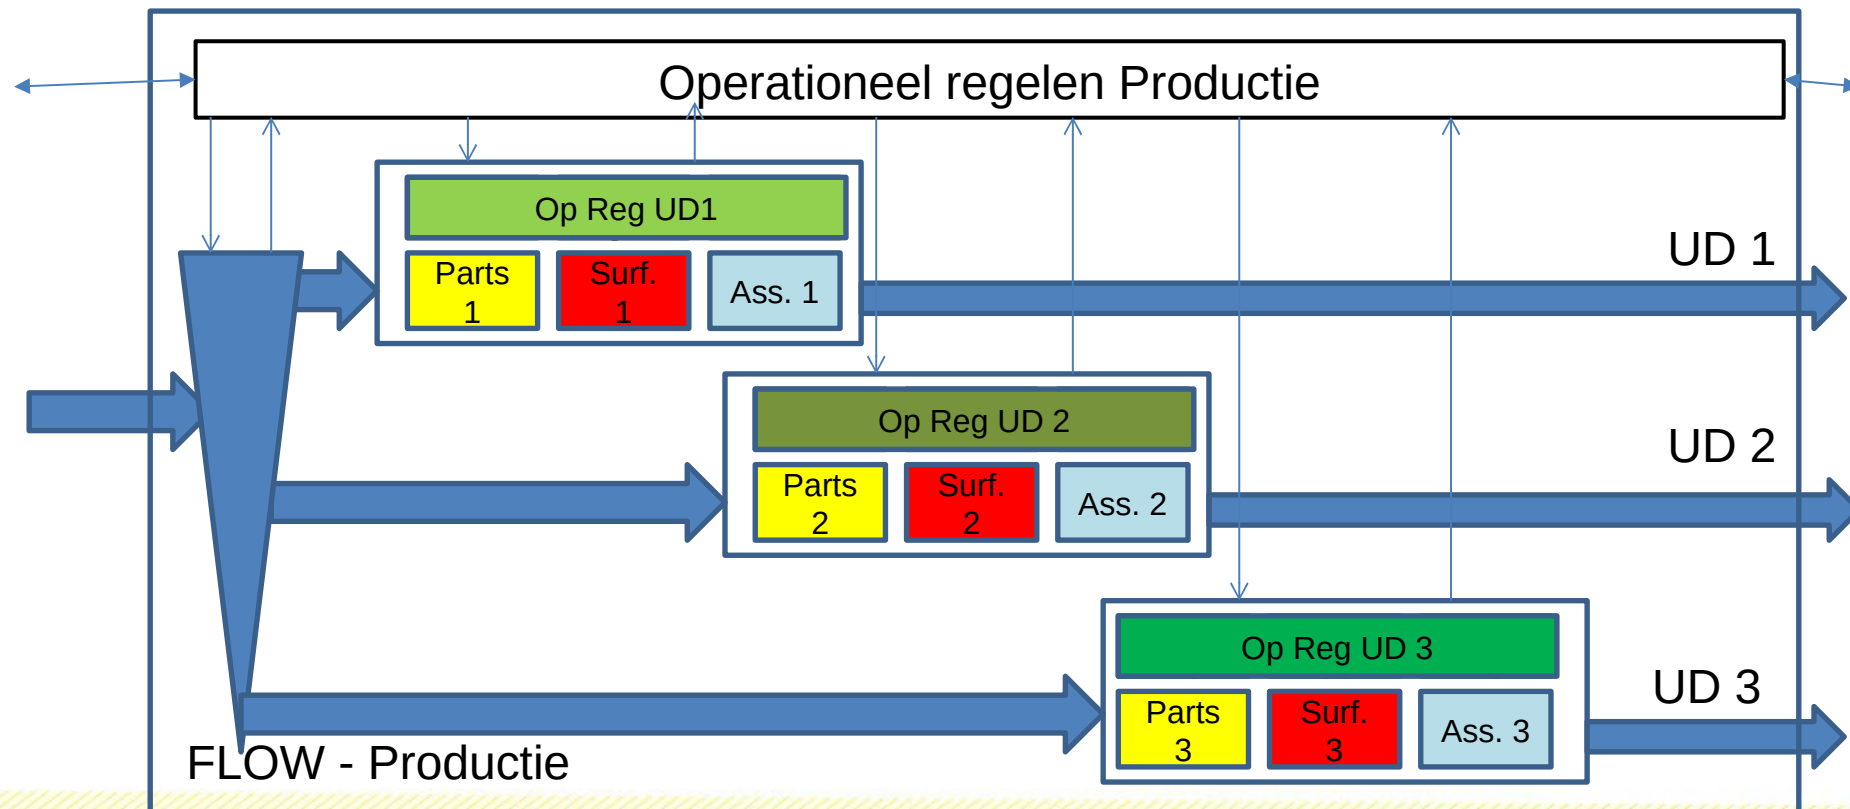 Operationeel regelen Productie
Op Reg UD1
Parts
1
Surf.
1
Ass. 1
UD 1
Op Reg UD 2
Parts
2
Surf.
2
Ass. 2
UD 2
Op Reg UD 3
Parts
3
Surf.
3
Ass. 3
UD 3
FLOW - Productie